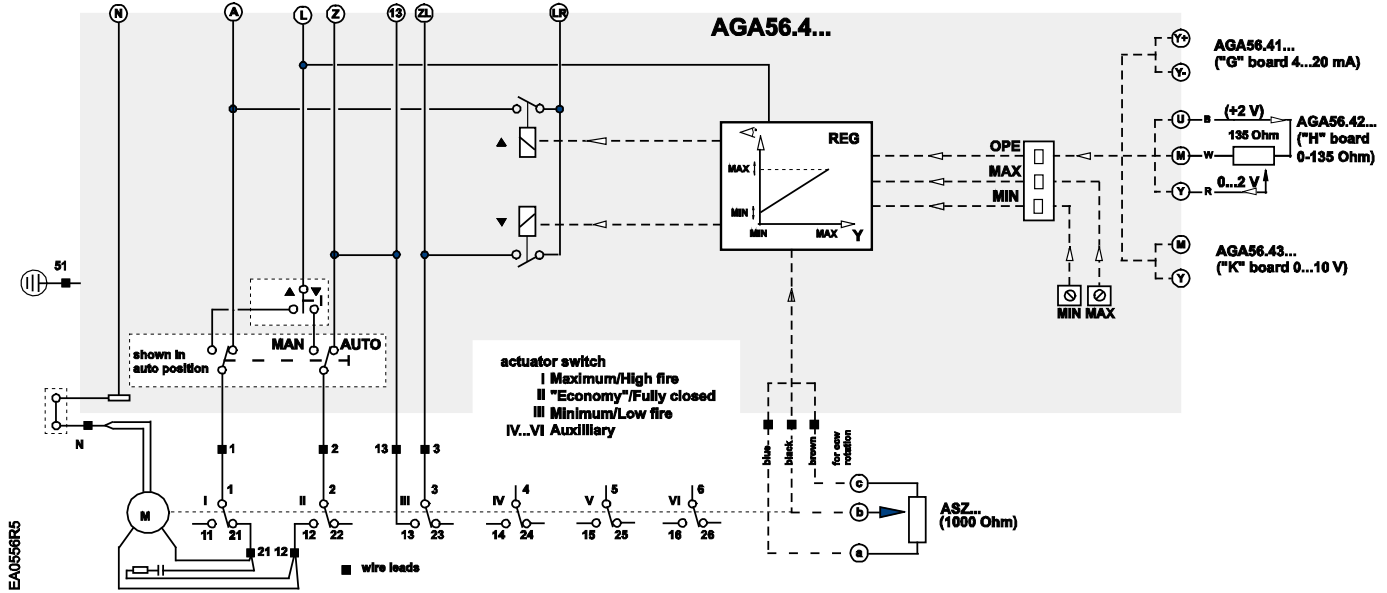 N A L Z 13 ZL LR
AGA56.4...
Y+
Y-
AGA56.41...
("G" board 4...20 mA)
U B (+2 V)
135 Ohm
M W
0...2 V
Y R
AGA56.42...
("H" board
0-135 Ohm)
REG
MAX
MIN
MIN MAX Y
OPE
MAX
MIN
M
Y
AGA56.43...
("K" board 0...10 V)
MIN MAX
51
MAN AUTO
shown in
auto position
actuator switch
I Maximum/High fire
II "Economy"/Fully closed
III Minimum/Low fire
IV...VI Auxilliary
N
1 2 13 3
blue
black
brown
for ccw
rotation
I 1 II 2 III 3 IV 4 V 5 VI 6
11 21 12 22 13 23 14 24 15 25 16 26
M
21 12
c
b
a
ASZ...
(1000 Ohm)
wire leads
EA0556R5